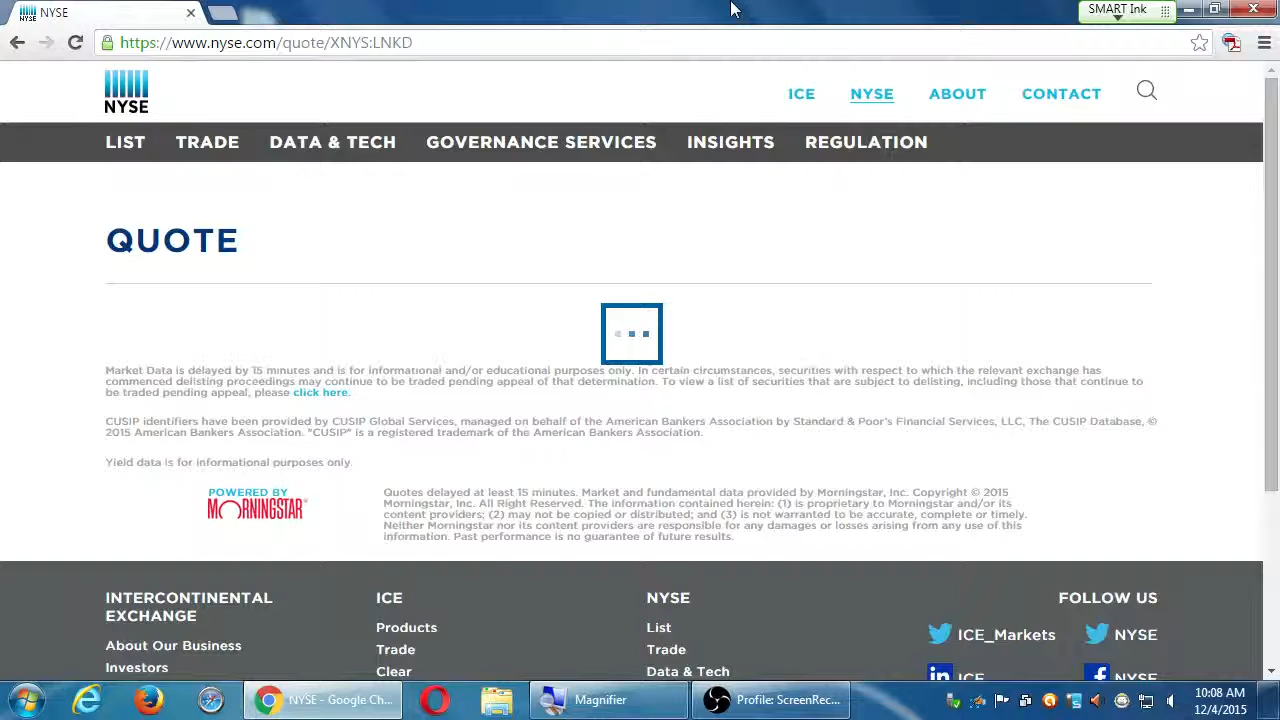 NYSE
SMART Ink
https://www.nyse.com/quote/XNYS:LNKD
NYSE
ICE
NYSE
ABOUT
CONTACT
LIST
TRADE
DATA & TECH
GOVERNANCE SERVICES
INSIGHTS
REGULATION
QUOTE
Market Data is delayed by 15 minutes and is for informational and/or educational purposes only. In certain circumstances, securities with respect to which the relevant exchange has
commenced delisting proceedings may continue to be traded pending appeal of that determination. To view a list of securities that are subject to delisting, including those that continue to
be traded pending appeal, please click here.
CUSIP identifiers have been provided by CUSIP Global Services, managed on behalf of the American Bankers Association by Standard & Poor's Financial Services, LLC, The CUSIP Database, ©
2015 American Bankers Association. "CUSIP" is a registered trademark of the American Bankers Association.
Yield data is for informational purposes only.
POWERED BY
MORNINGSTAR®
Quotes delayed at least 15 minutes. Market and fundamental data provided by Morningstar, Inc. Copyright © 2015
Morningstar, Inc. All Right Reserved. The information contained herein: (1) is proprietary to Morningstar and/or its
content providers; (2) may not be copied or distributed; and (3) is not warranted to be accurate, complete or timely.
Neither Morningstar nor its content providers are responsible for any damages or losses arising from any use of this
information. Past performance is no guarantee of future results.
INTERCONTINENTAL
EXCHANGE
About Our Business
Investors
ICE
Products
Trade
Clear
NYSE
List
Trade
Data & Tech
FOLLOW US
ICE_Markets
NYSE
ICE
NYSE
NYSE - Google Ch...
Magnifier
Profile: ScreenRec...
10:08 AM
12/4/2015